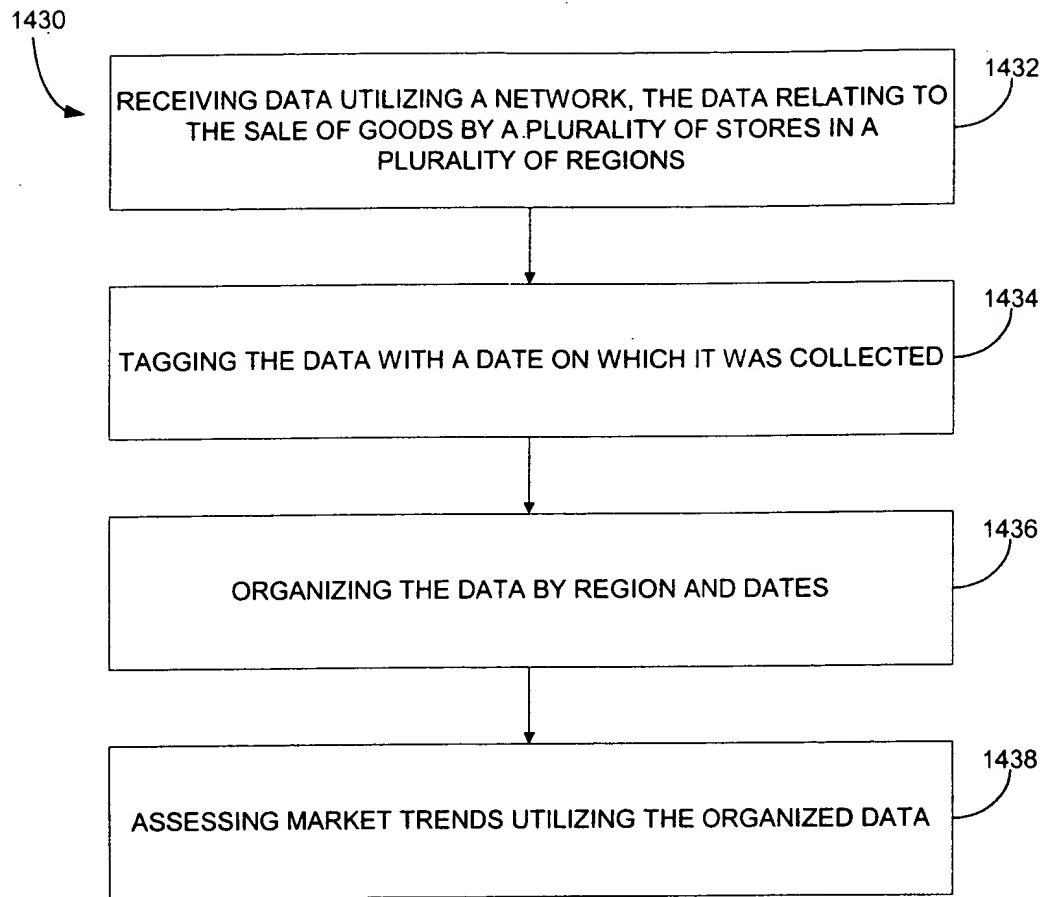 1430
1432
RECEIVING DATA UTILIZING A NETWORK, THE DATA RELATING TO
THE SALE OF GOODS BY A PLURALITY OF STORES IN A
PLURALITY OF REGIONS
1434
TAGGING THE DATA WITH A DATE ON WHICH IT WAS COLLECTED
1436
ORGANIZING THE DATA BY REGION AND DATES
1438
ASSESSING MARKET TRENDS UTILIZING THE ORGANIZED DATA